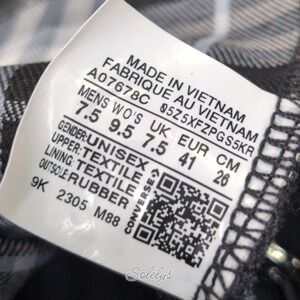 MADE IN VIETNAM
FABRIQUE AU VIETNAM
A07678C 05Z5XFZPGS5KR
MENS WO'S UK EUR CM
7.5 9.5 7.5 41 26
GENDER:UNISEX
UPPER:TEXTILE
LINING:TEXTILE
OUTSOLE:RUBBER
9K 2305 M88
CONVERSE
Solelys